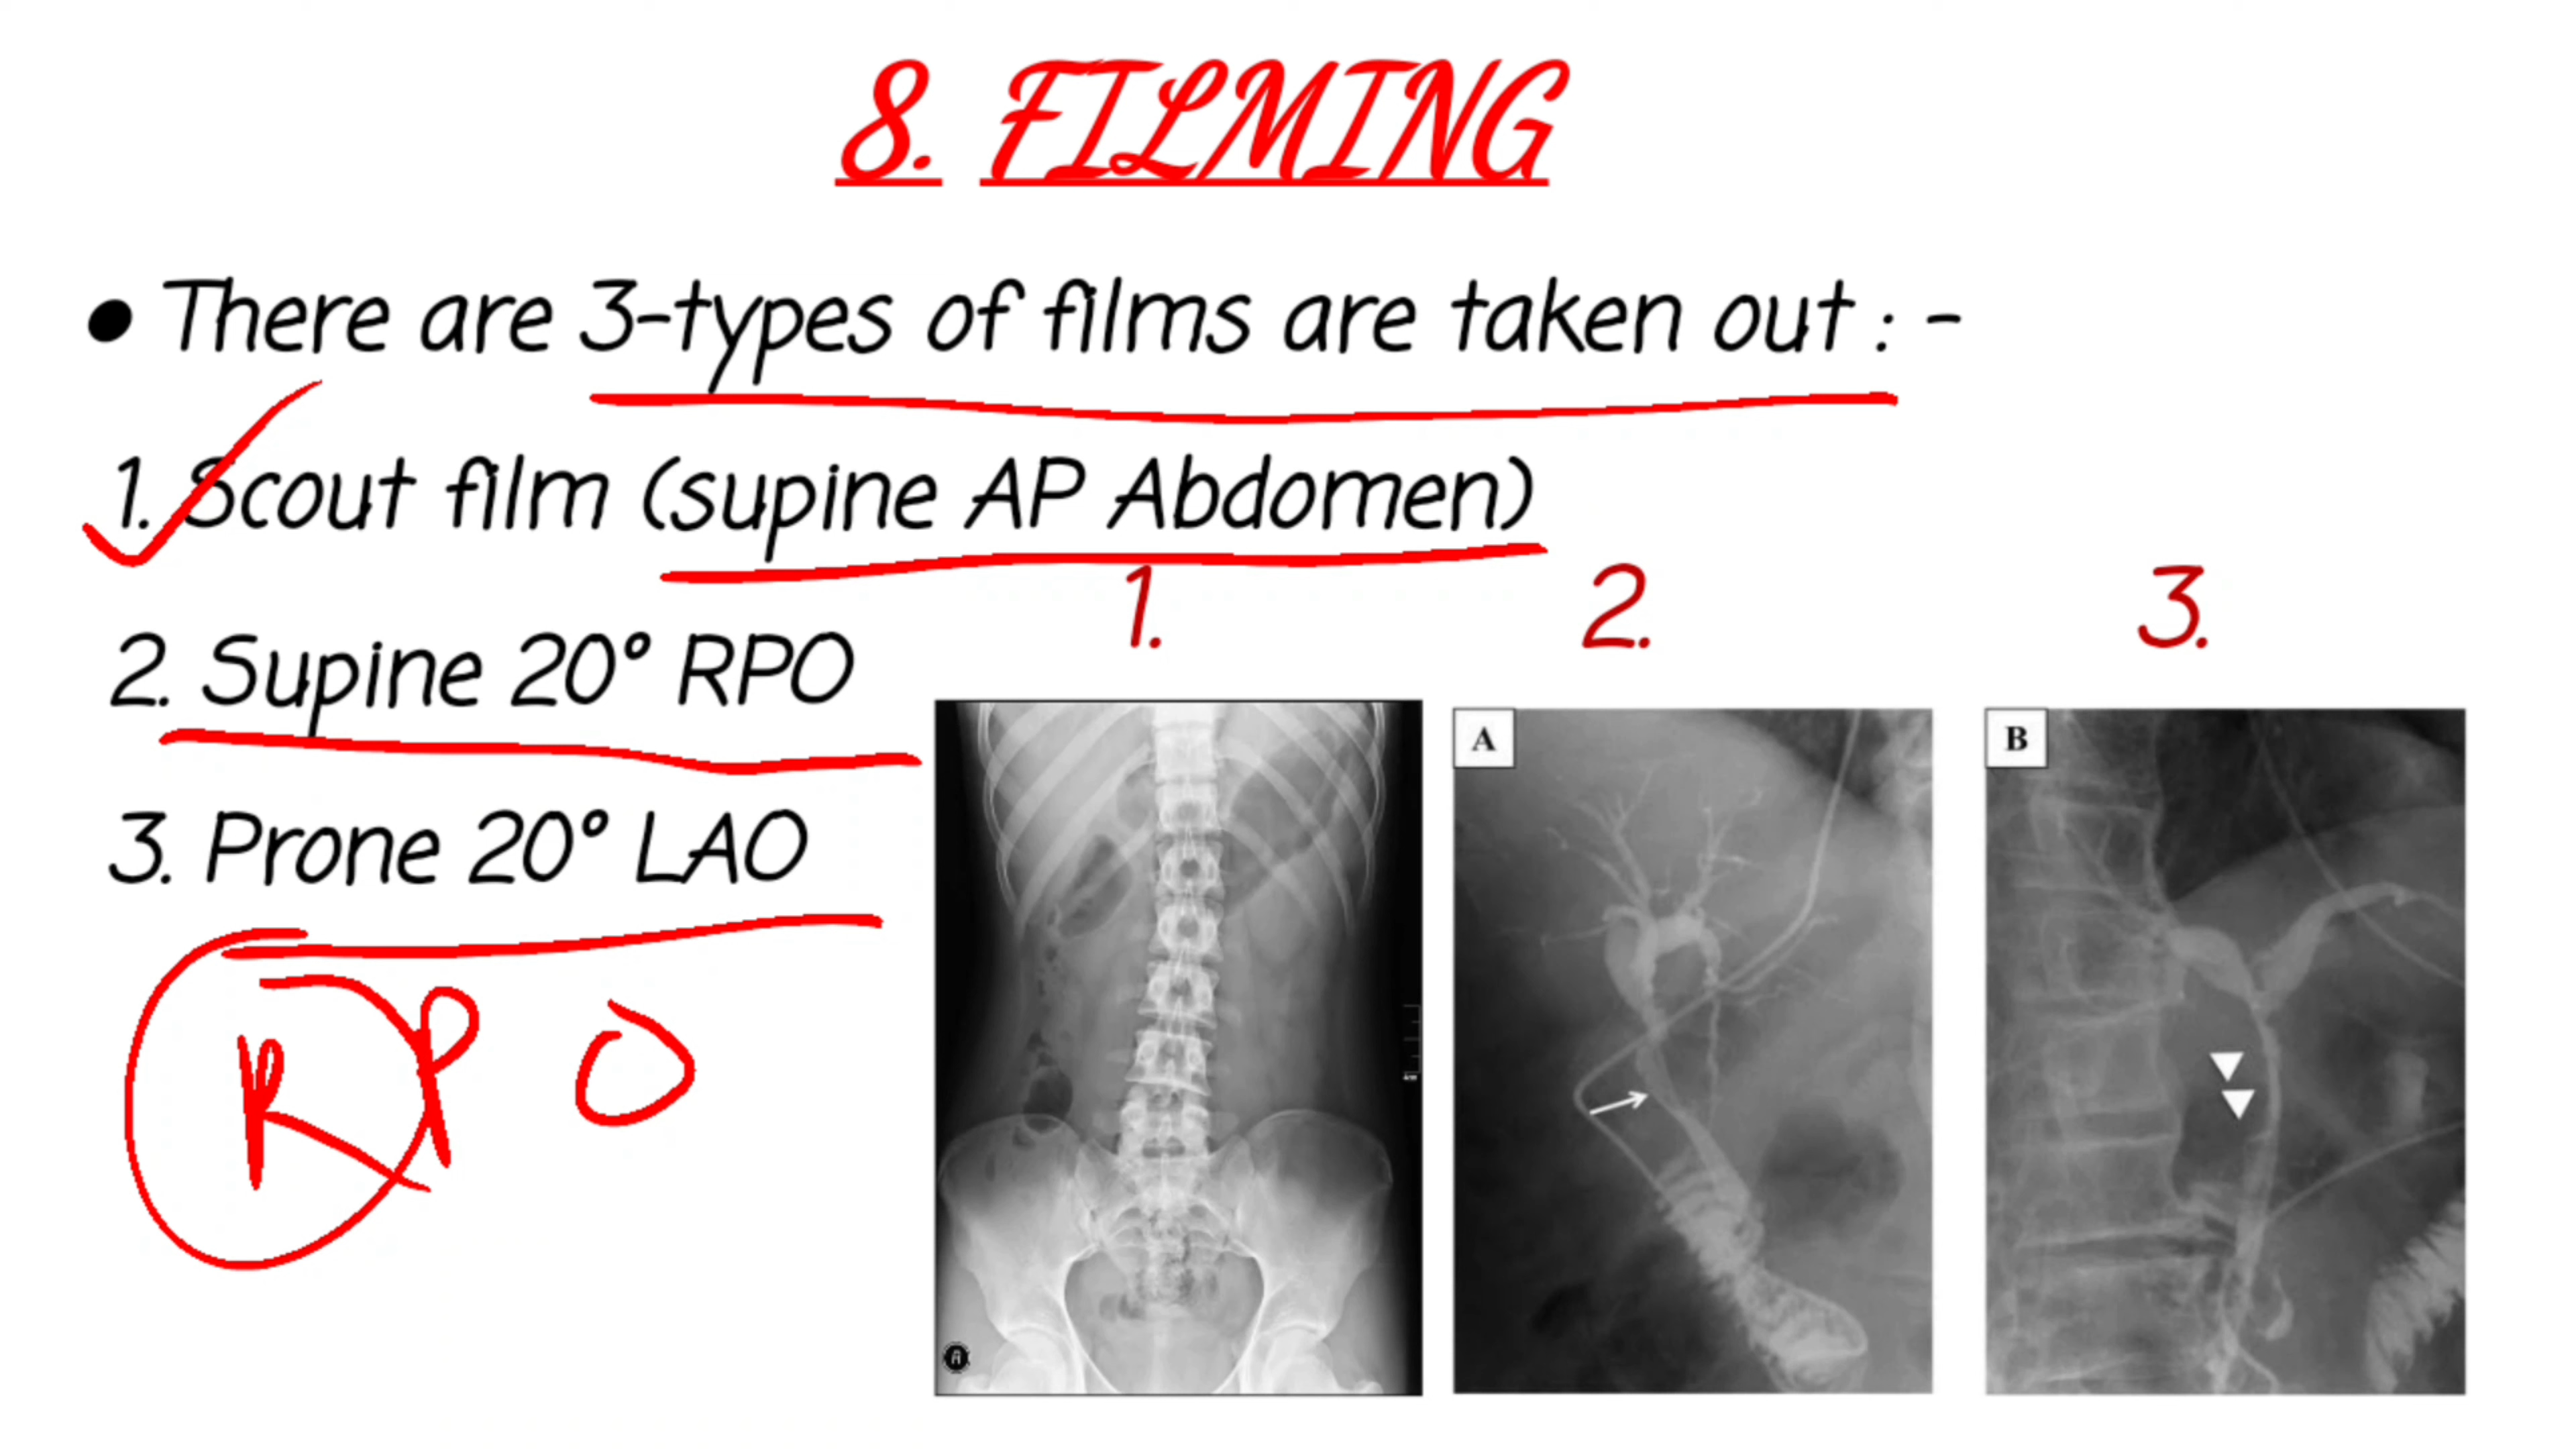 8. FILMING
• There are 3-types of films are taken out : -
1. Scout film (supine AP Abdomen)
2. Supine 20° RPO
3. Prone 20° LAO
1. 2. 3.
A B
R P O